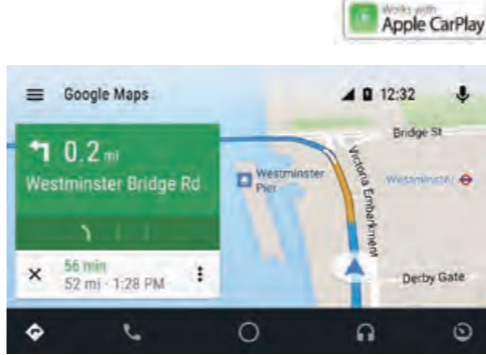 Works with
Apple CarPlay
Google Maps
12:32
0.2 mi
Westminster Bridge Rd
56 min
52 mi · 1:28 PM
Bridge St
Westminster
Pier
Victoria Embankment
Westminster
Derby Gate